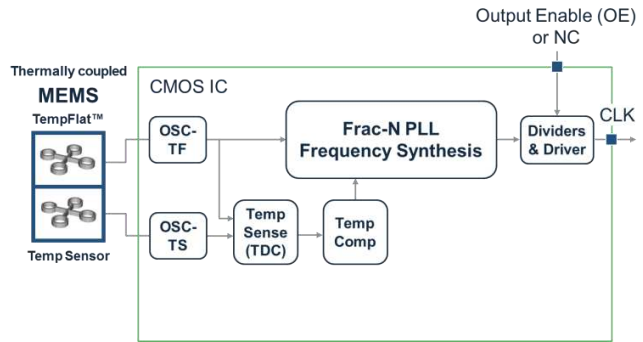 Output Enable (OE)
or NC
Thermally coupled
MEMS
TempFlat™
CMOS IC
CLK
OSC-
TF
Frac-N PLL
Frequency Synthesis
Dividers
& Driver
OSC-
TS
Temp
Sense
(TDC)
Temp
Comp
Temp Sensor